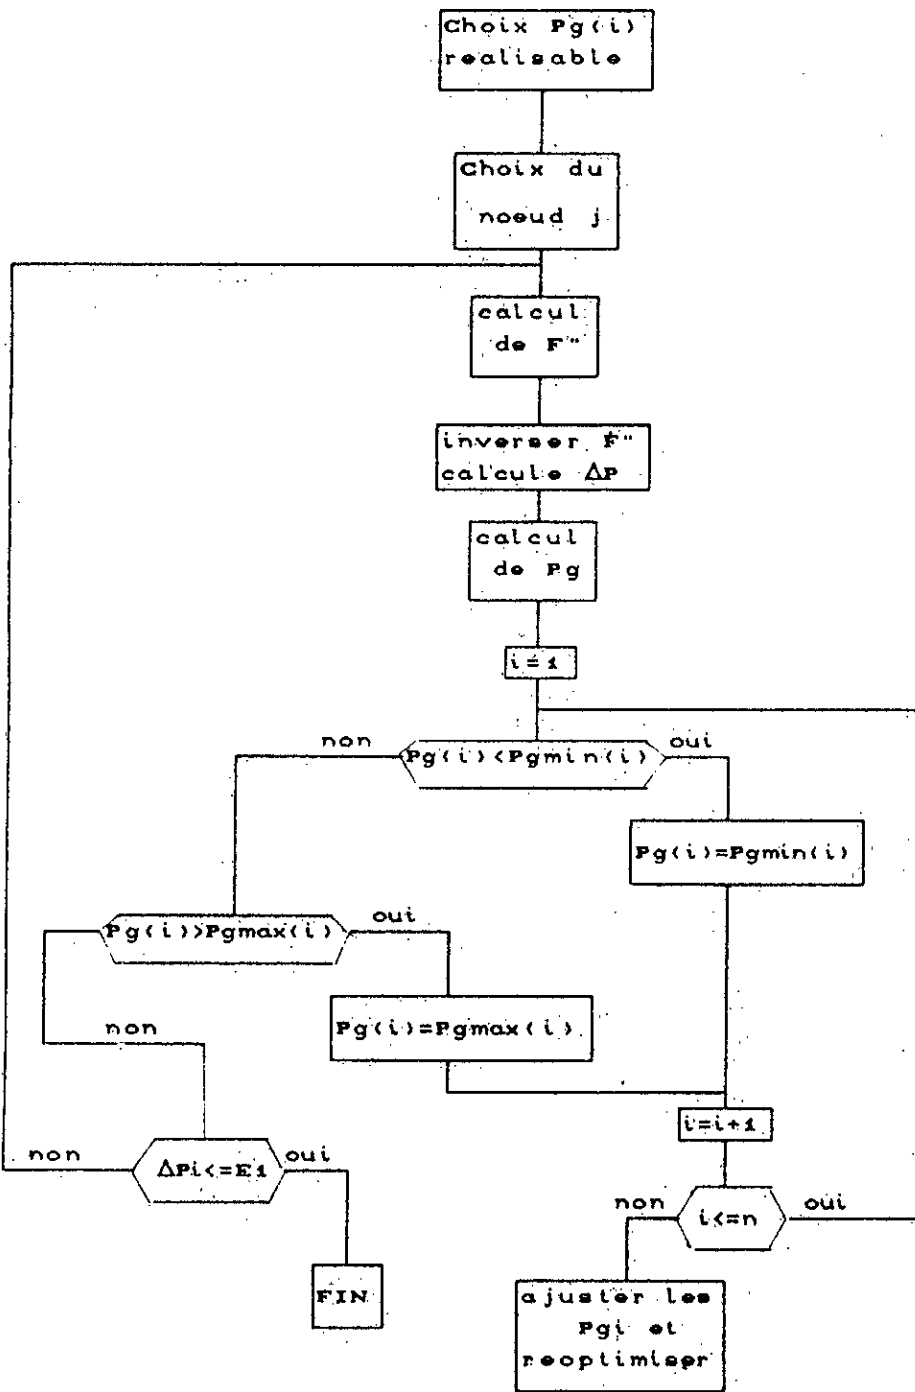 Choix Pg(i)
realisable
Choix du
noeud j
calcul
de F"
inverser F"
calcule ΔP
calcul
de Pg
i=1
non
Pg(i)<Pgmin(i)
oui
Pg(i)=Pgmin(i)
Pg(i)>Pgmax(i)
oui
non
Pg(i)=Pgmax(i)
i=i+1
non
ΔPi<=E1
oui
non
i<=n
oui
FIN
ajuster les
Pgi et
reoptimiser